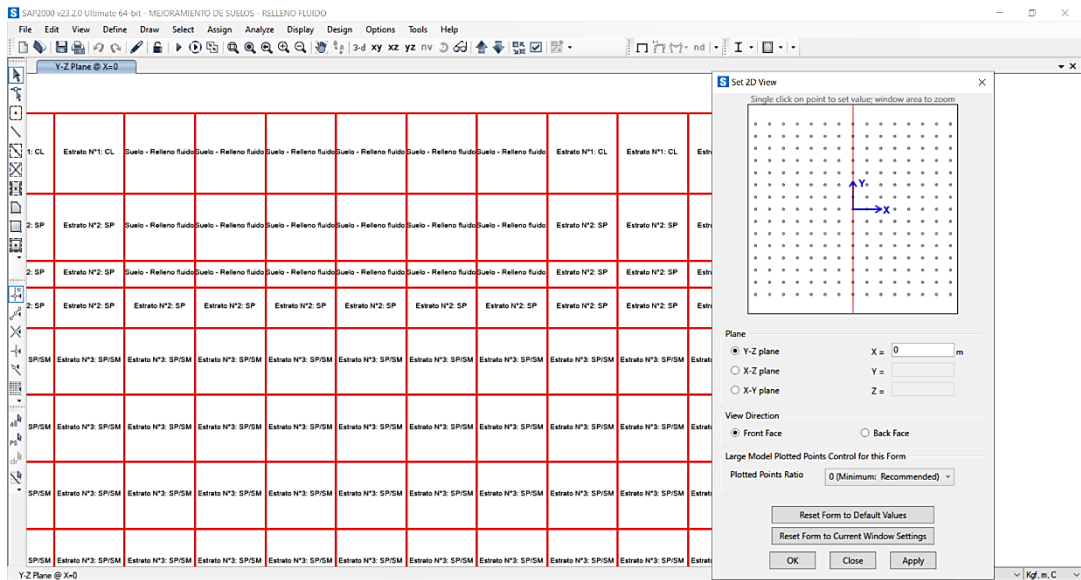 SAP2000 v23.2.0 Ultimate 64-bit - MEJORAMIENTO DE SUELOS - RELLENO FLUIDO
File Edit View Define Draw Select Assign Analyze Display Design Options Tools Help
3-d xy xz yz nv nd
Y-Z Plane @ X=0
1: CL Estrato N°1: CL Suelo - Relleno fluido Suelo - Relleno fluido Suelo - Relleno fluido Suelo - Relleno fluido Suelo - Relleno fluido Suelo - Relleno fluido Estrato N°1: CL Estrato N°1: CL Estr
2: SP Estrato N°2: SP Suelo - Relleno fluido Suelo - Relleno fluido Suelo - Relleno fluido Suelo - Relleno fluido Suelo - Relleno fluido Suelo - Relleno fluido Estrato N°2: SP Estrato N°2: SP Estr
2: SP Estrato N°2: SP Suelo - Relleno fluido Suelo - Relleno fluido Suelo - Relleno fluido Suelo - Relleno fluido Suelo - Relleno fluido Suelo - Relleno fluido Estrato N°2: SP Estrato N°2: SP Estr
2: SP Estrato N°2: SP Estrato N°2: SP Estrato N°2: SP Estrato N°2: SP Estrato N°2: SP Estrato N°2: SP Estrato N°2: SP Estrato N°2: SP Estrato N°2: SP Estr
SP/SM Estrato N°3: SP/SM Estrato N°3: SP/SM Estrato N°3: SP/SM Estrato N°3: SP/SM Estrato N°3: SP/SM Estrato N°3: SP/SM Estrato N°3: SP/SM Estrato N°3: SP/SM Estrato N°3: SP/SM Estrat
SP/SM Estrato N°3: SP/SM Estrato N°3: SP/SM Estrato N°3: SP/SM Estrato N°3: SP/SM Estrato N°3: SP/SM Estrato N°3: SP/SM Estrato N°3: SP/SM Estrato N°3: SP/SM Estrato N°3: SP/SM Estrat
SP/SM Estrato N°3: SP/SM Estrato N°3: SP/SM Estrato N°3: SP/SM Estrato N°3: SP/SM Estrato N°3: SP/SM Estrato N°3: SP/SM Estrato N°3: SP/SM Estrato N°3: SP/SM Estrato N°3: SP/SM Estrat
SP/SM Estrato N°3: SP/SM Estrato N°3: SP/SM Estrato N°3: SP/SM Estrato N°3: SP/SM Estrato N°3: SP/SM Estrato N°3: SP/SM Estrato N°3: SP/SM Estrato N°3: SP/SM Estrato N°3: SP/SM Estrat
all
PS
clr
Set 2D View
Single click on point to set value; window area to zoom
Y
X
Plane
Y-Z plane X = 0 m
X-Z plane Y =
X-Y plane Z =
View Direction
Front Face Back Face
Large Model Plotted Points Control for this Form
Plotted Points Ratio 0 (Minimum: Recommended)
Reset Form to Default Values
Reset Form to Current Window Settings
OK Close Apply
Y-Z Plane @ X=0
Kgf, m, C